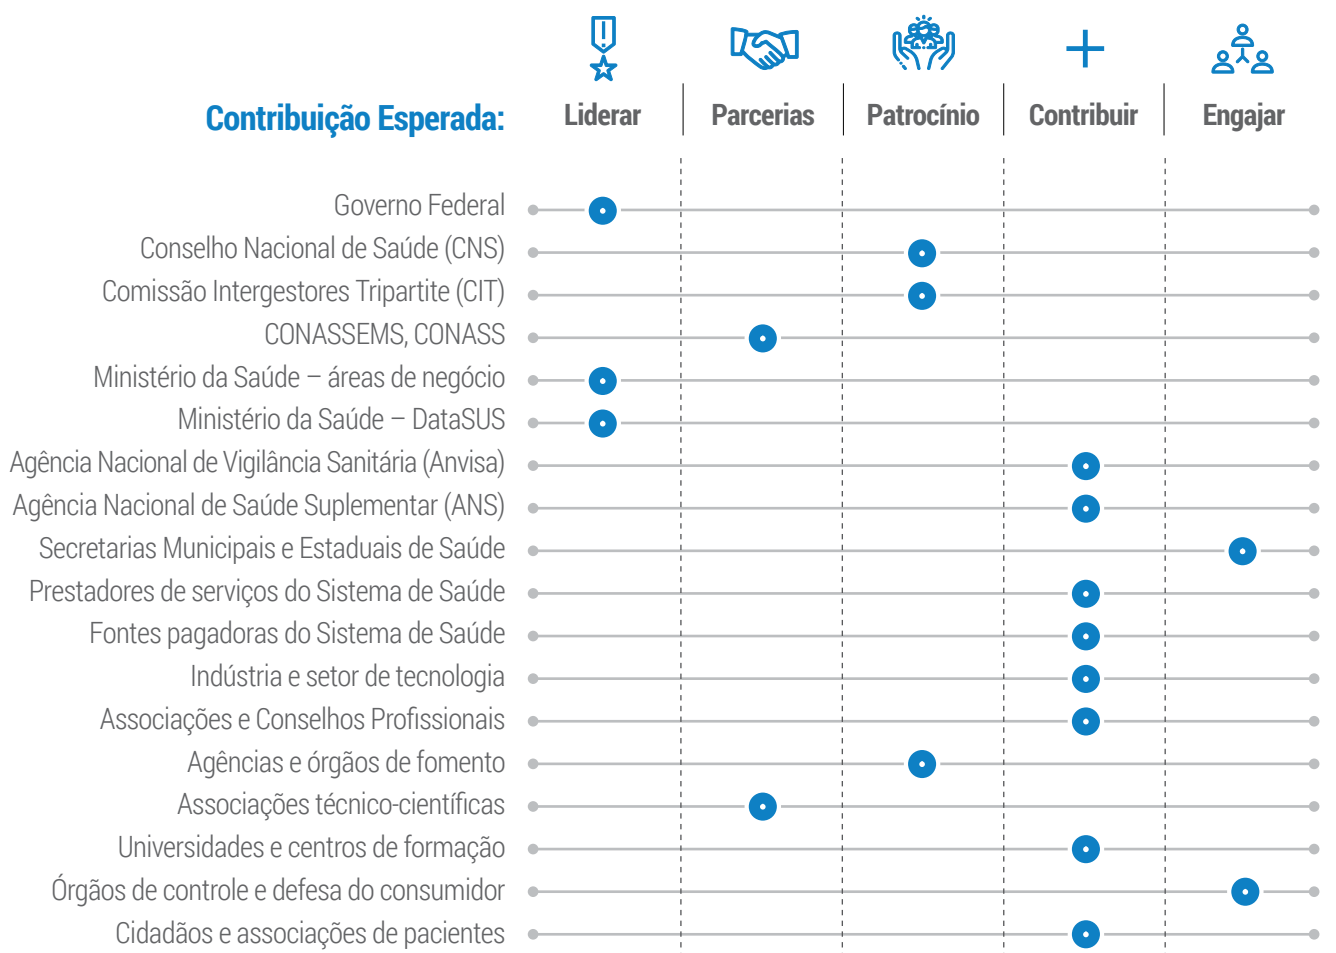 Contribuição Esperada: Liderar Parcerias Patrocínio Contribuir Engajar
Governo Federal
Conselho Nacional de Saúde (CNS)
Comissão Intergestores Tripartite (CIT)
CONASSEMS, CONASS
Ministério da Saúde – áreas de negócio
Ministério da Saúde – DataSUS
Agência Nacional de Vigilância Sanitária (Anvisa)
Agência Nacional de Saúde Suplementar (ANS)
Secretarias Municipais e Estaduais de Saúde
Prestadores de serviços do Sistema de Saúde
Fontes pagadoras do Sistema de Saúde
Indústria e setor de tecnologia
Associações e Conselhos Profissionais
Agências e órgãos de fomento
Associações técnico-científicas
Universidades e centros de formação
Órgãos de controle e defesa do consumidor
Cidadãos e associações de pacientes